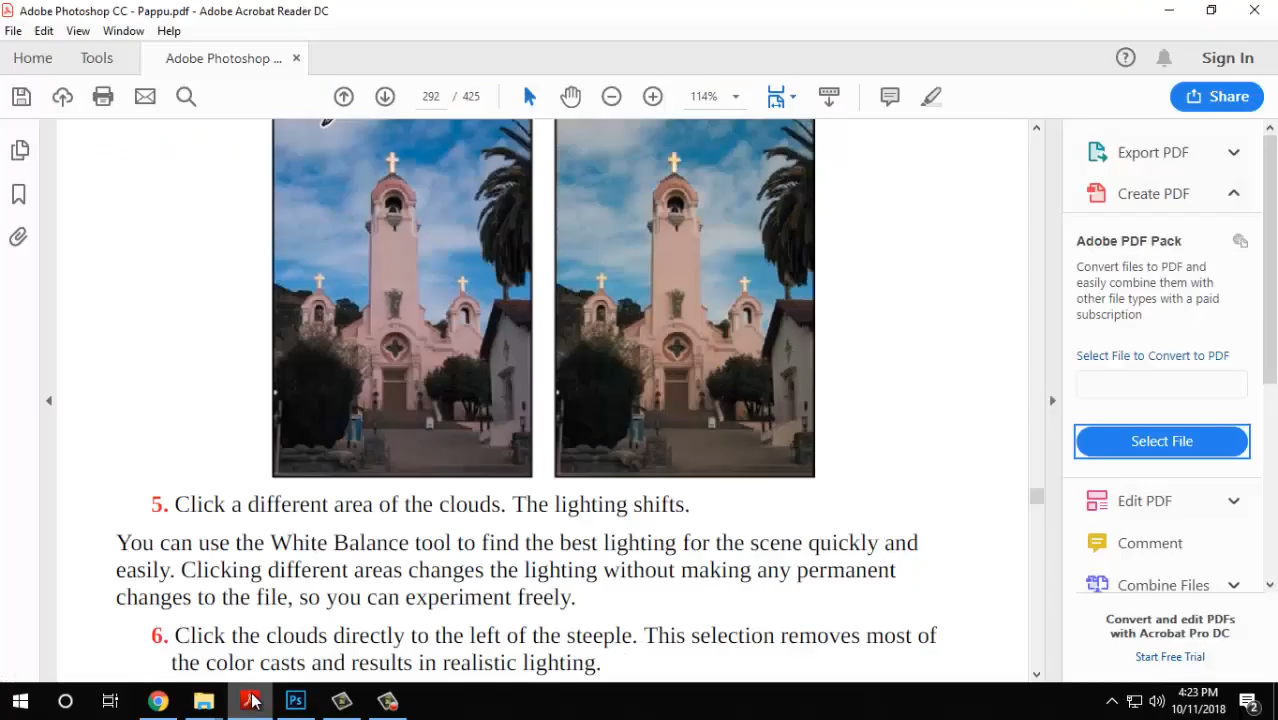 Adobe Photoshop CC - Pappu.pdf - Adobe Acrobat Reader DC
File Edit View Window Help
Home Tools Adobe Photoshop ... Sign In
292 / 425 114% Share
Export PDF
Create PDF
Adobe PDF Pack
Convert files to PDF and
easily combine them with
other file types with a paid
subscription
Select File to Convert to PDF
Select File
Edit PDF
Comment
Combine Files
Convert and edit PDFs
with Acrobat Pro DC
Start Free Trial
5. Click a different area of the clouds. The lighting shifts.
You can use the White Balance tool to find the best lighting for the scene quickly and
easily. Clicking different areas changes the lighting without making any permanent
changes to the file, so you can experiment freely.
6. Click the clouds directly to the left of the steeple. This selection removes most of
the color casts and results in realistic lighting.
Ps
4:23 PM
10/11/2018
2